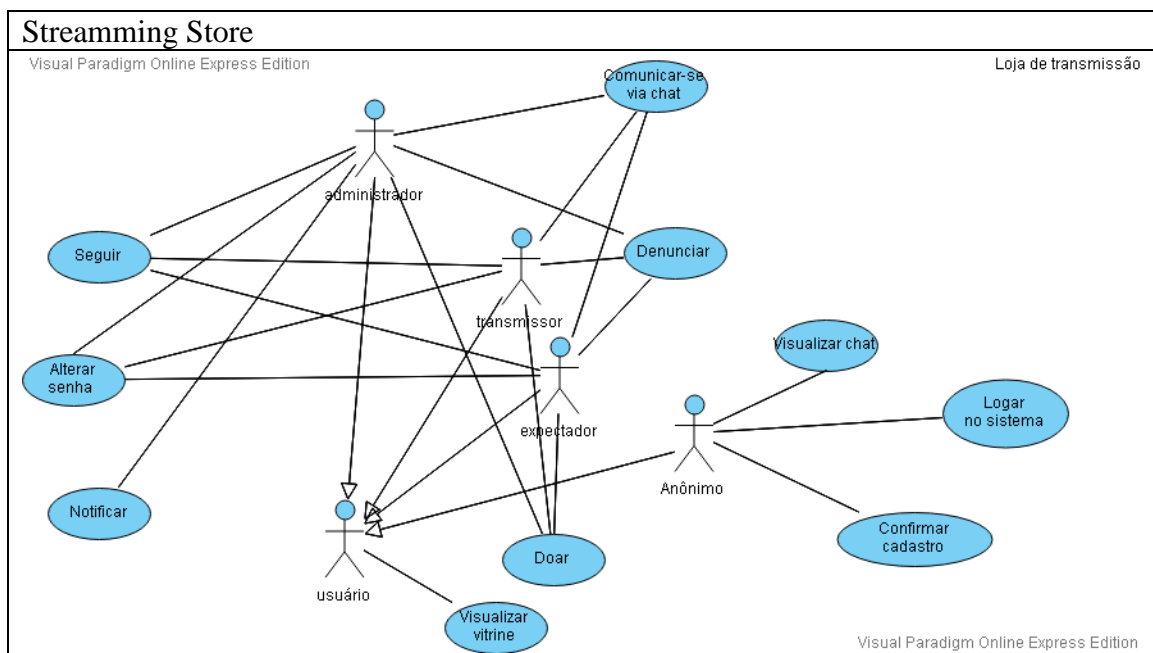 Streamming Store
Visual Paradigm Online Express Edition
Loja de transmissão
Comunicar-se
via chat
administrador
Seguir
Denunciar
transmissor
Visualizar chat
Alterar
senha
Logar
no sistema
expectador
Anônimo
Notificar
Confirmar
cadastro
Doar
usuário
Visualizar
vitrine
Visual Paradigm Online Express Edition